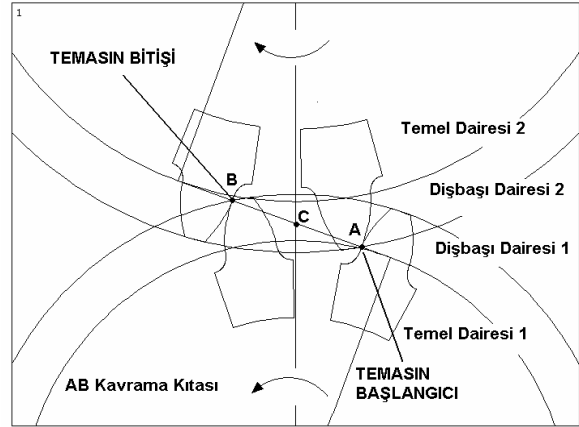 1
TEMASIN BİTİŞİ
Temel Dairesi 2
B
Dişbaşı Dairesi 2
C
A
Dişbaşı Dairesi 1
Temel Dairesi 1
AB Kavrama Kıtası
TEMASIN
BAŞLANGICI